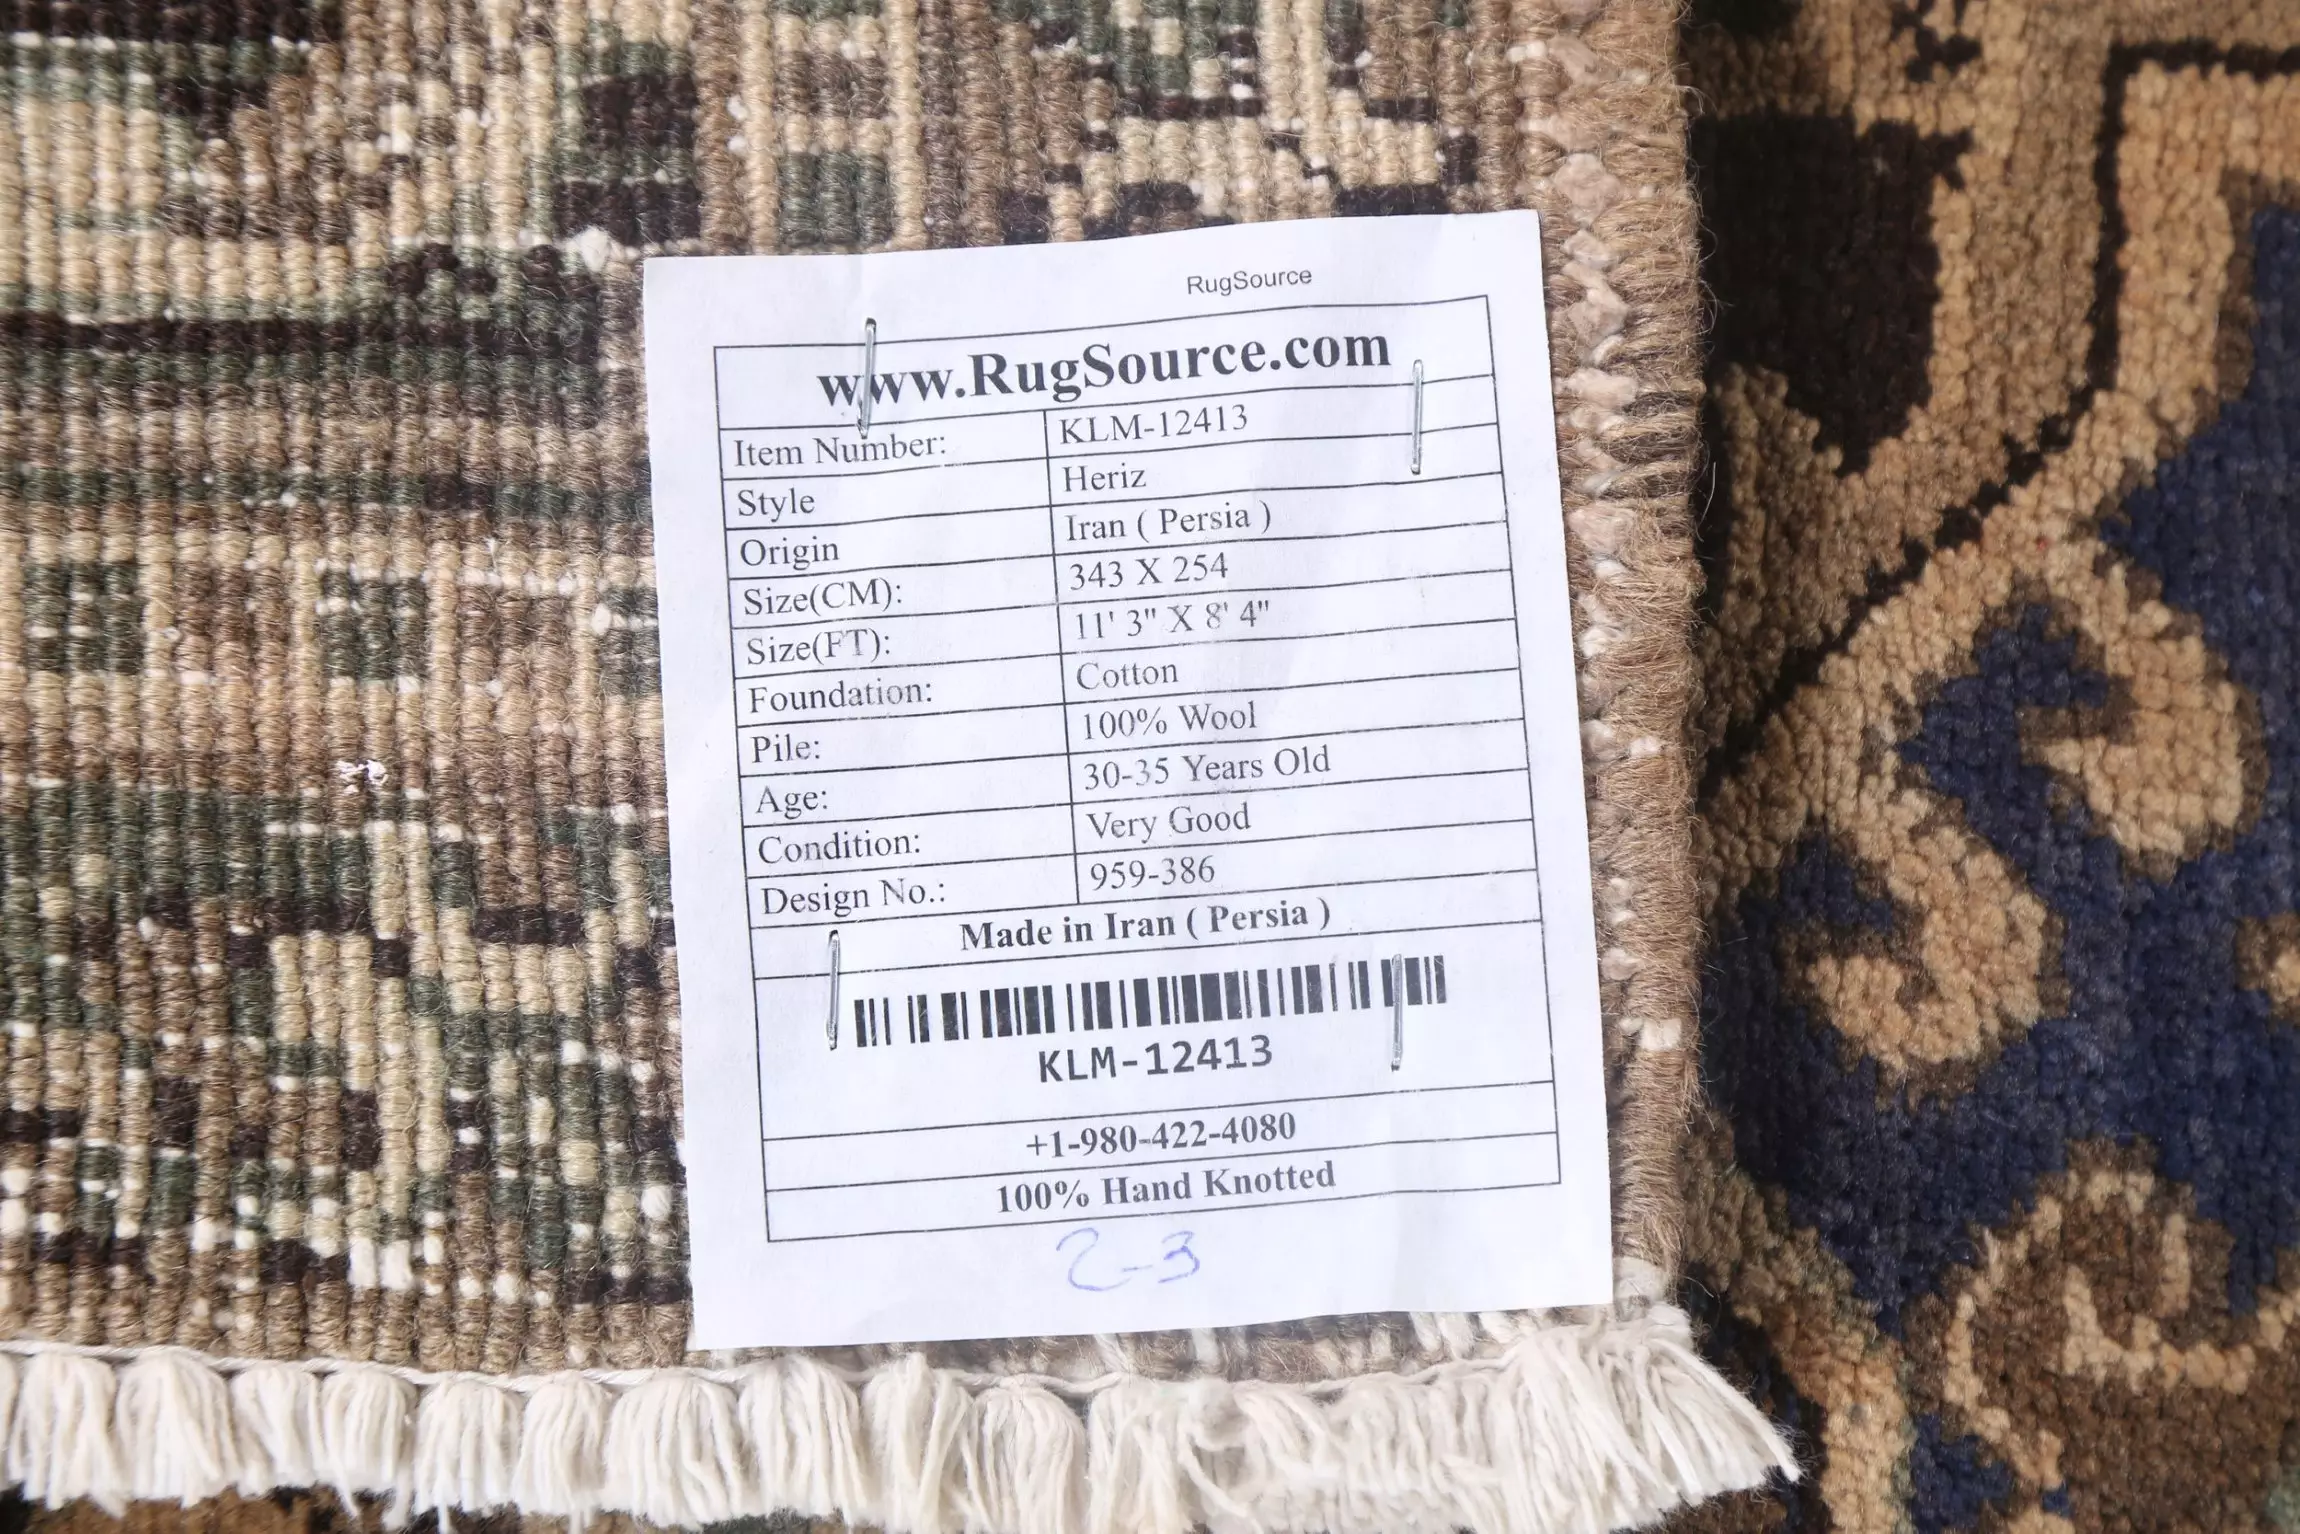 RugSource
www.RugSource.com
Item Number: KLM-12413
Style Heriz
Origin Iran ( Persia )
Size(CM): 343 X 254
Size(FT): 11' 3" X 8' 4"
Foundation: Cotton
Pile: 100% Wool
Age: 30-35 Years Old
Condition: Very Good
Design No.: 959-386
Made in Iran ( Persia )
KLM-12413
+1-980-422-4080
100% Hand Knotted
2-3